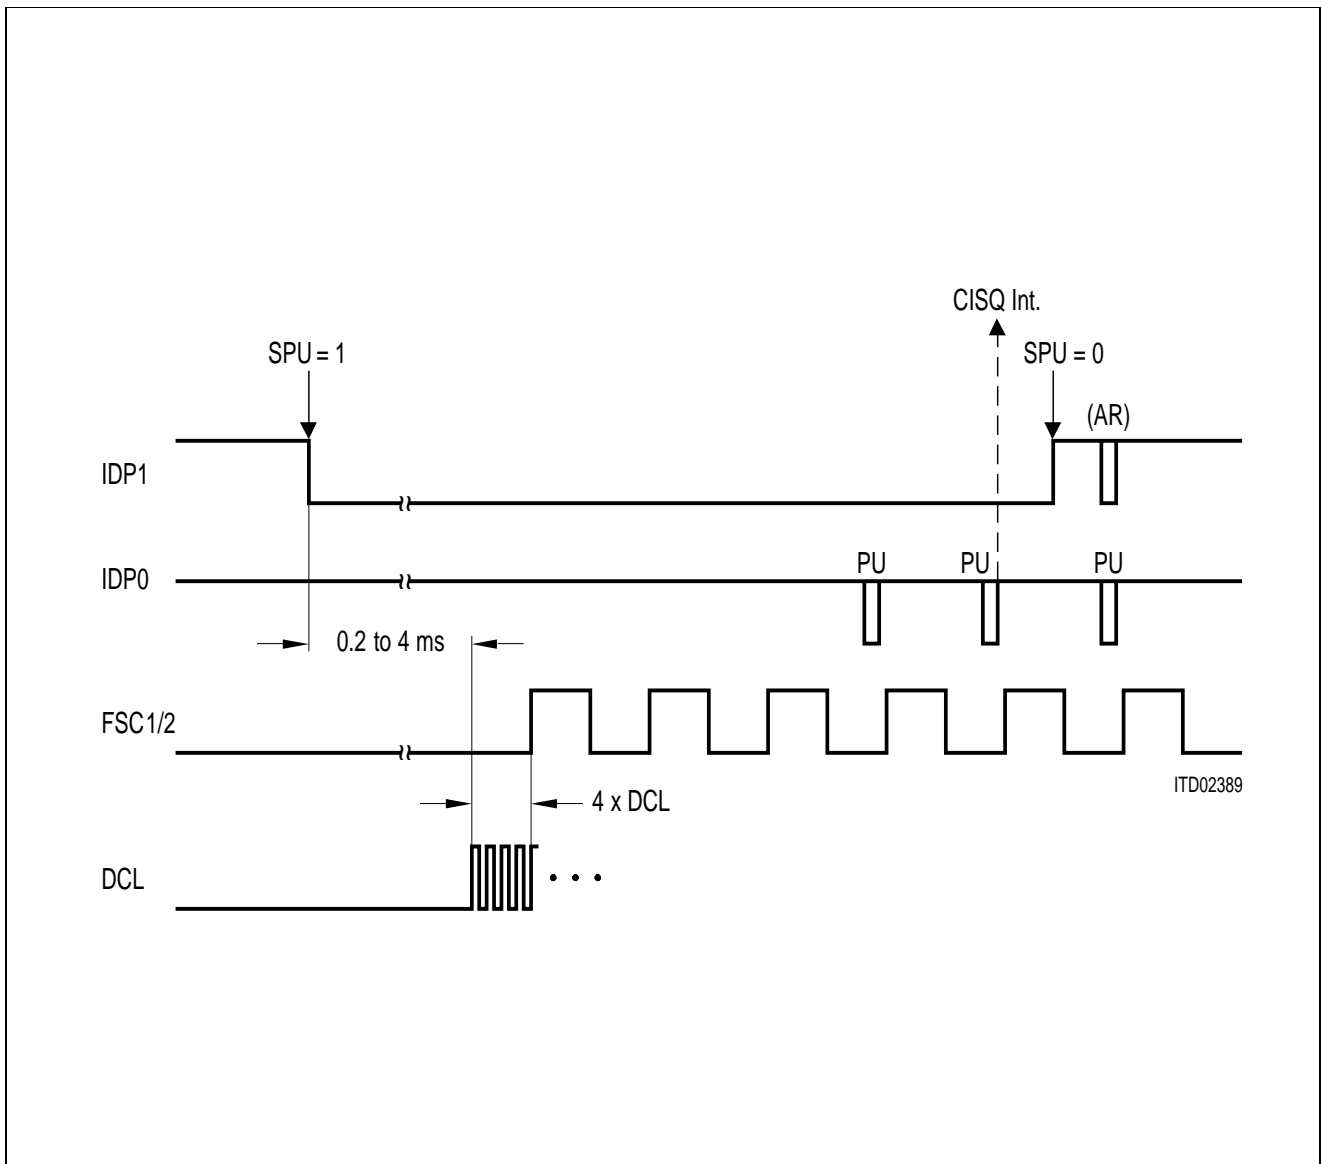 CISQ Int.
SPU = 1
SPU = 0
(AR)
IDP1
PU
PU
PU
IDP0
0.2 to 4 ms
FSC1/2
ITD02389
4 x DCL
DCL